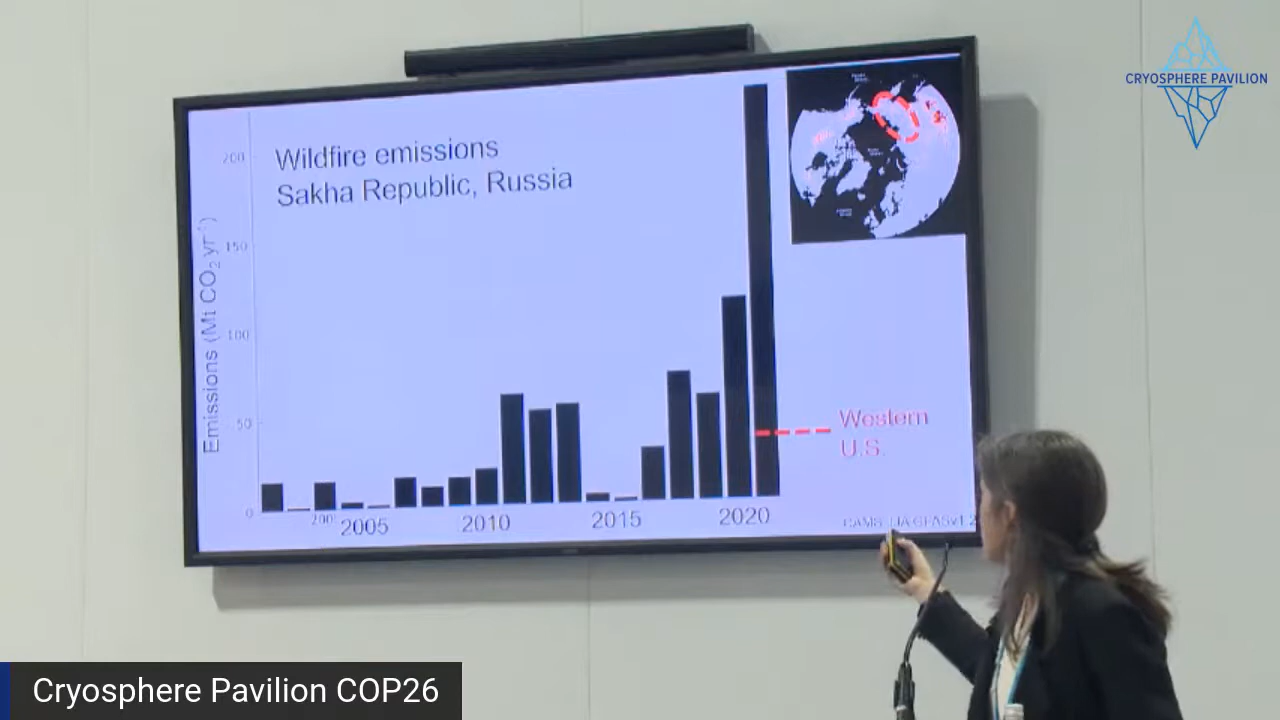 CRYOSPHERE PAVILION
Wildfire emissions
Sakha Republic, Russia
Emissions (Mt CO₂ yr⁻¹)
200
150
100
50
0
Western
U.S.
200
2005
2010
2015
2020
Cryosphere Pavilion COP26